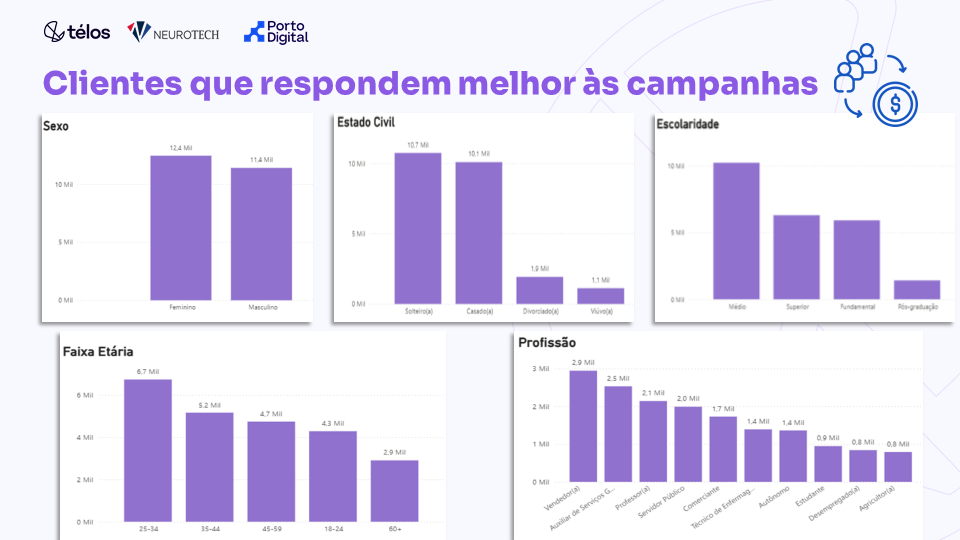 télos NEUROTECH Porto Digital
Clientes que respondem melhor às campanhas
$
Sexo
12,4 Mil
11,4 Mil
10 Mil
5 Mil
0 Mil
Feminino Masculino
Estado Civil
10,7 Mil
10,1 Mil
10 Mil
5 Mil
1,9 Mil
1,1 Mil
0 Mil
Solteiro(a) Casado(a) Divorciado(a) Viúvo(a)
Escolaridade
10 Mil
5 Mil
0 Mil
Médio Superior Fundamental Pós-graduação
Faixa Etária
6,7 Mil
6 Mil
5,2 Mil
4,7 Mil
4,3 Mil
4 Mil
2,9 Mil
2 Mil
0 Mil
25-34 35-44 45-59 18-24 60+
Profissão
2,9 Mil
3 Mil
2,5 Mil
2,1 Mil
2,0 Mil
2 Mil
1,7 Mil
1,4 Mil 1,4 Mil
1 Mil
0,9 Mil
0,8 Mil 0,8 Mil
0 Mil
Vendedor(a) Auxiliar de Serviços G... Professor(a) Servidor Público Comerciante Técnico de Enfermag... Autônomo Estudante Desempregado(a) Agricultor(a)